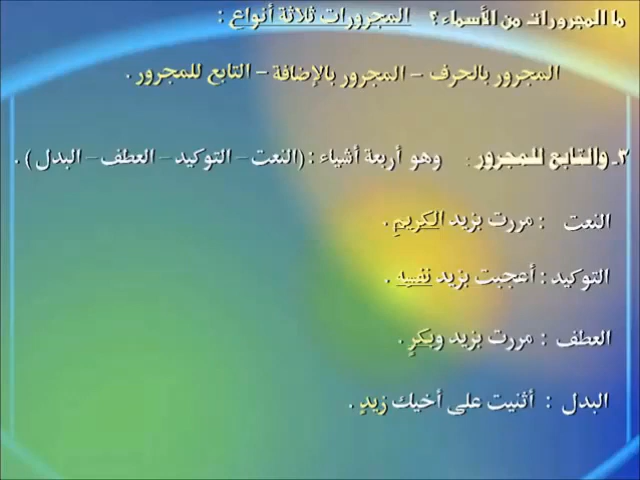 ما المجرورات من الأسماء؟ المجرورات ثلاثة أنواع :
المجرور بالحرف – المجرور بالإضافة – التابع للمجرور .
٣ـ والتابع للمجرور : وهو أربعة أشياء : (النعت – التوكيد – العطف – البدل ) .
النعت : مررت بزيد الكريمِ .
التوكيد : أعجبت بزيد نفسِه .
العطف : مررت بزيد وبكرٍ .
البدل : أثنيت على أخيك زيدٍ .